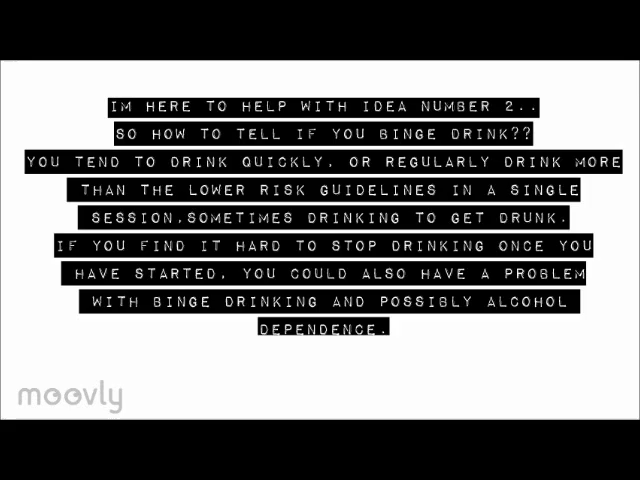 IM HERE TO HELP WITH IDEA NUMBER 2..
SO HOW TO TELL IF YOU BINGE DRINK??
YOU TEND TO DRINK QUICKLY, OR REGULARLY DRINK MORE
THAN THE LOWER RISK GUIDELINES IN A SINGLE
SESSION,SOMETIMES DRINKING TO GET DRUNK.
IF YOU FIND IT HARD TO STOP DRINKING ONCE YOU
HAVE STARTED, YOU COULD ALSO HAVE A PROBLEM
WITH BINGE DRINKING AND POSSIBLY ALCOHOL
DEPENDENCE.
moovly